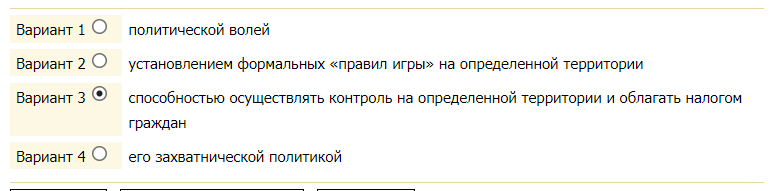 Вариант 1 политической волей
Вариант 2 установлением формальных «правил игры» на определенной территории
Вариант 3 способностью осуществлять контроль на определенной территории и облагать налогом
граждан
Вариант 4 его захватнической политикой